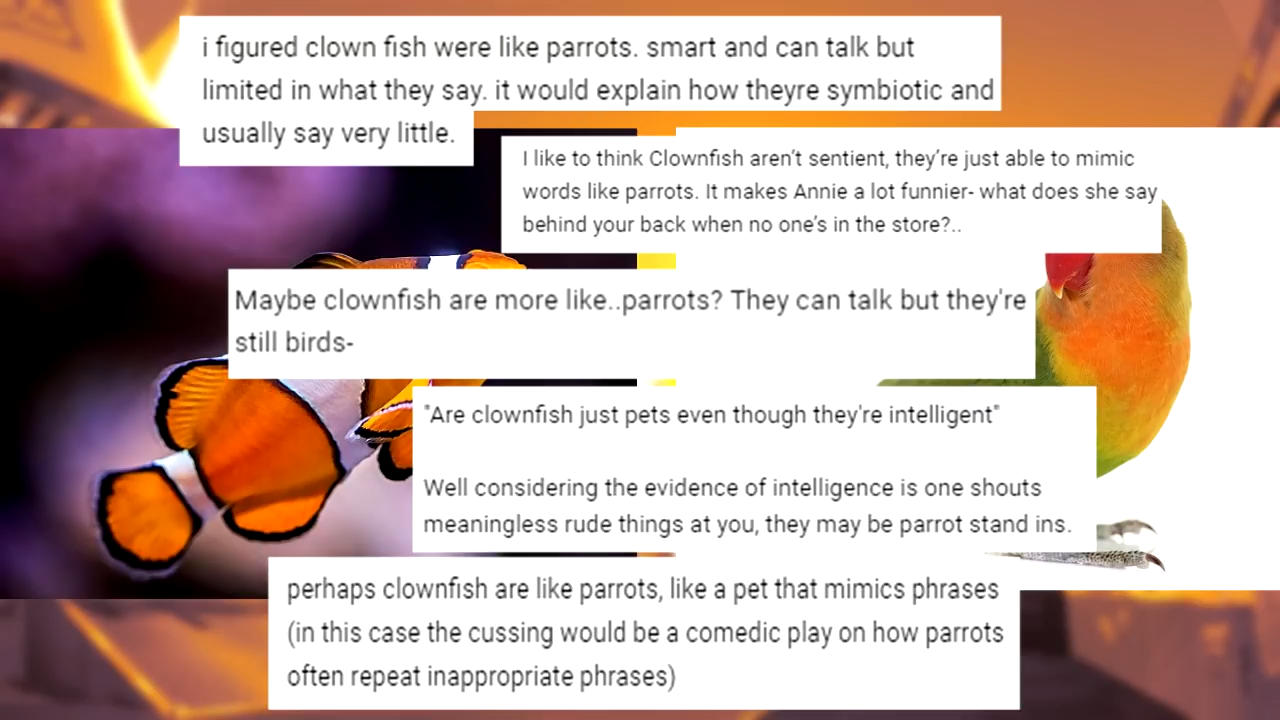 i figured clown fish were like parrots. smart and can talk but
limited in what they say. it would explain how theyre symbiotic and
usually say very little.
I like to think Clownfish aren't sentient, they're just able to mimic
words like parrots. It makes Annie a lot funnier- what does she say
behind your back when no one's in the store?..
Maybe clownfish are more like..parrots? They can talk but they're
still birds-
"Are clownfish just pets even though they're intelligent"
Well considering the evidence of intelligence is one shouts
meaningless rude things at you, they may be parrot stand ins.
perhaps clownfish are like parrots, like a pet that mimics phrases
(in this case the cussing would be a comedic play on how parrots
often repeat inappropriate phrases)